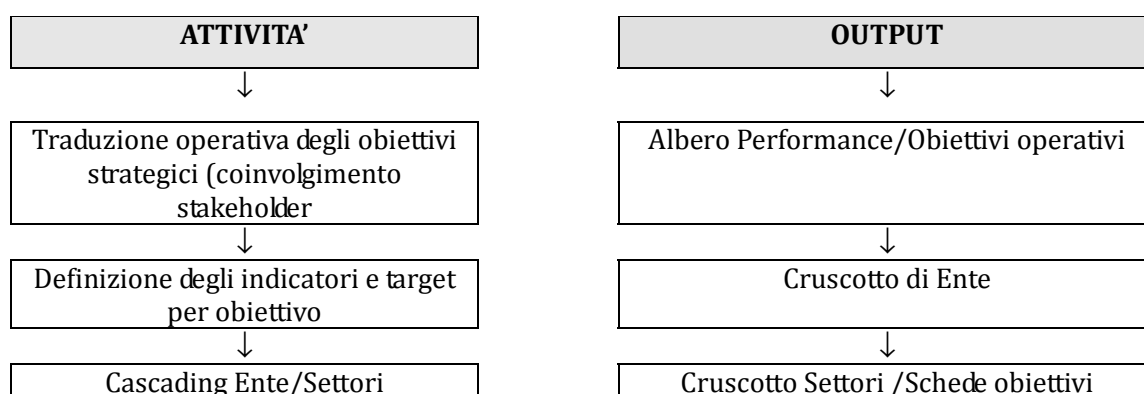 ATTIVITA’
OUTPUT
↓
↓
Traduzione operativa degli obiettivi
strategici (coinvolgimento
stakeholder
Albero Performance/Obiettivi operativi
↓
↓
Definizione degli indicatori e target
per obiettivo
Cruscotto di Ente
↓
↓
Cascading Ente/Settori
Cruscotto Settori /Schede obiettivi